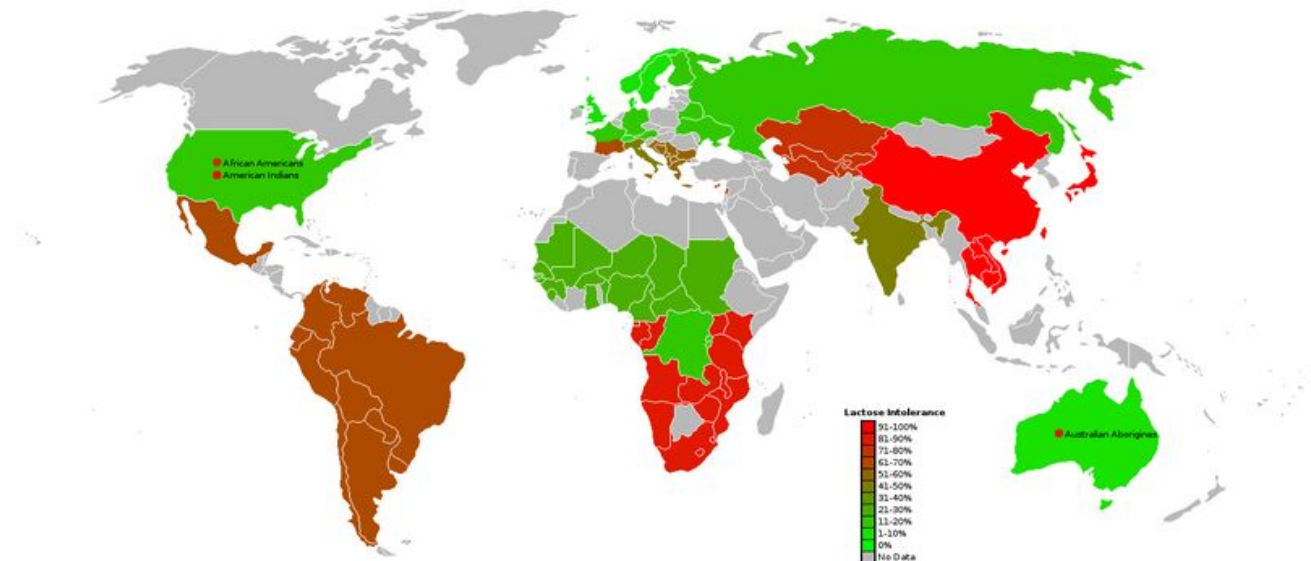 African Americans
American Indians
Lactose Intolerance
91-100%
81-90%
71-80%
61-70%
51-60%
41-50%
31-40%
21-30%
11-20%
1-10%
0%
No Data
Australian Aborigines